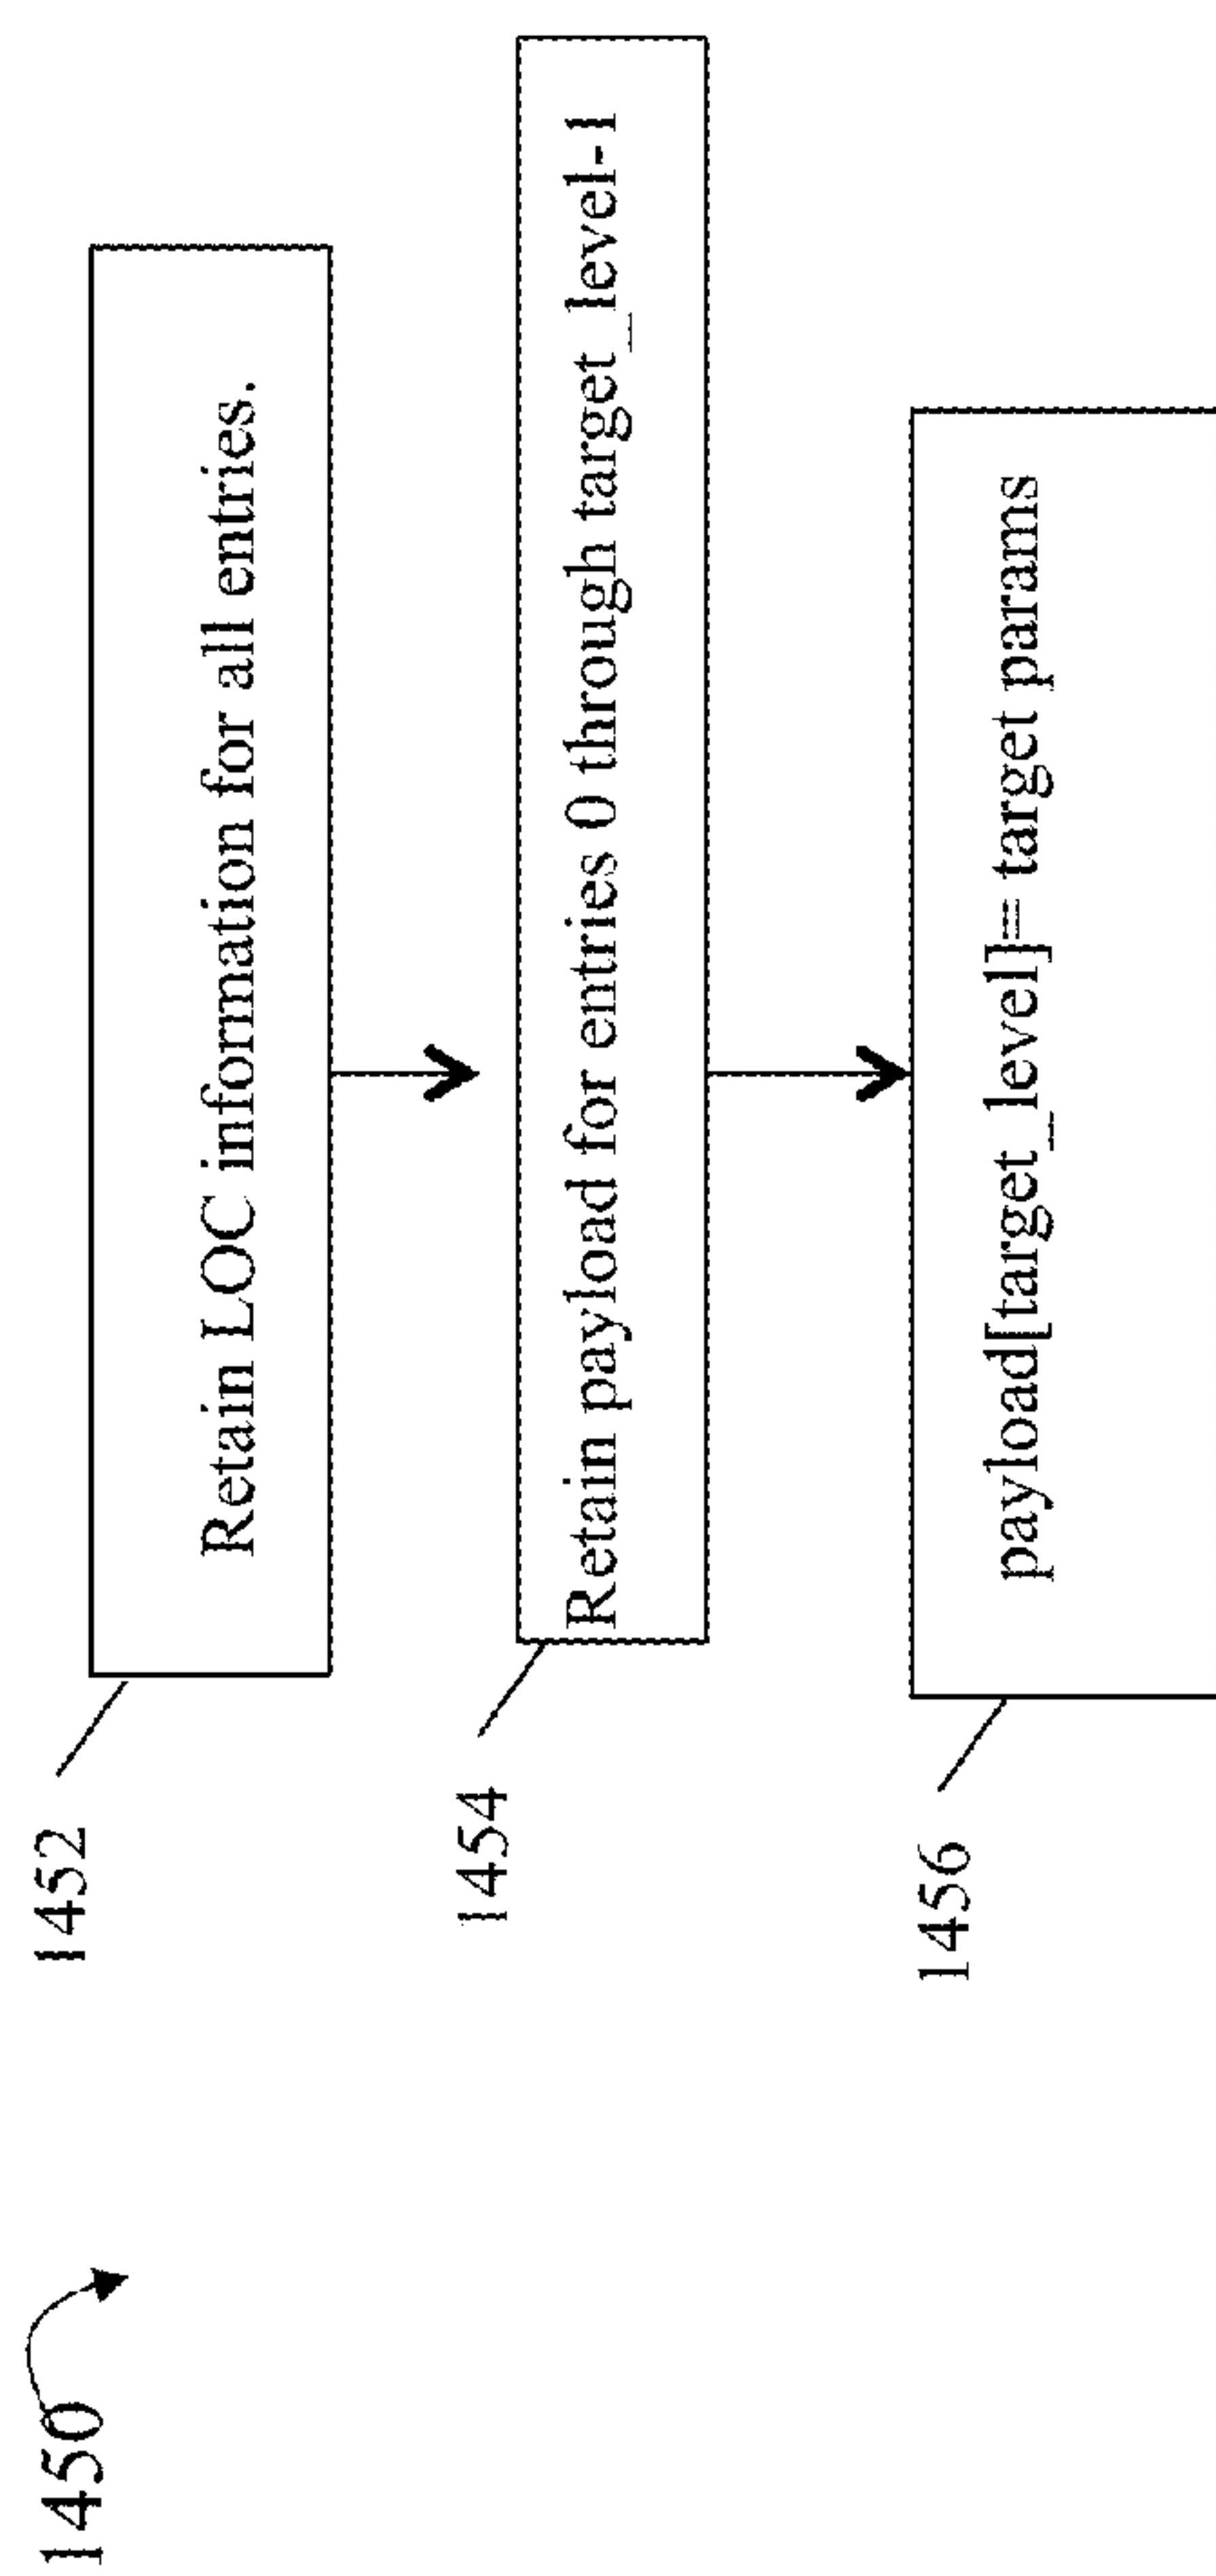 1450
1452
Retain LOC information for all entries.
1454
Retain payload for entries 0 through target_level-1
1456
payload[target_level]= target params